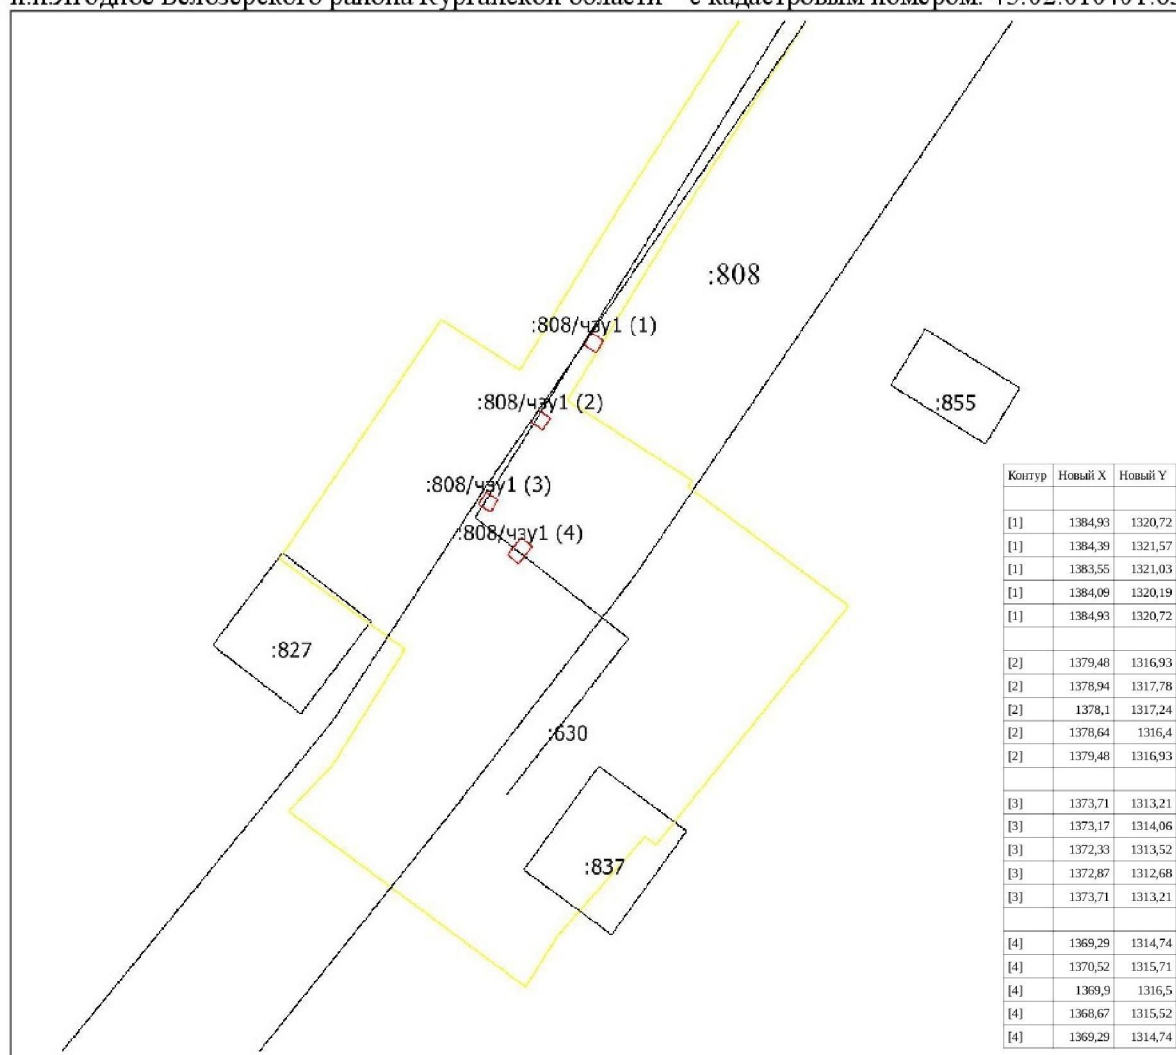 Белозерского района Курганской области с кадастровым номером:
:808
:808/чзу1 (1)
:808/чзу1 (2)
:855
:808/чзу1 (3)
:808/чзу1 (4)
:827
:630
:837
Контур Новый X Новый Y
[1] 1384,93 1320,72
[1] 1384,39 1321,57
[1] 1383,55 1321,03
[1] 1384,09 1320,19
[1] 1384,93 1320,72
[2] 1379,48 1316,93
[2] 1378,94 1317,78
[2] 1378,1 1317,24
[2] 1378,64 1316,4
[2] 1379,48 1316,93
[3] 1373,71 1313,21
[3] 1373,17 1314,06
[3] 1372,33 1313,52
[3] 1372,87 1312,68
[3] 1373,71 1313,21
[4] 1369,29 1314,74
[4] 1370,52 1315,71
[4] 1369,9 1316,5
[4] 1368,67 1315,52
[4] 1369,29 1314,74